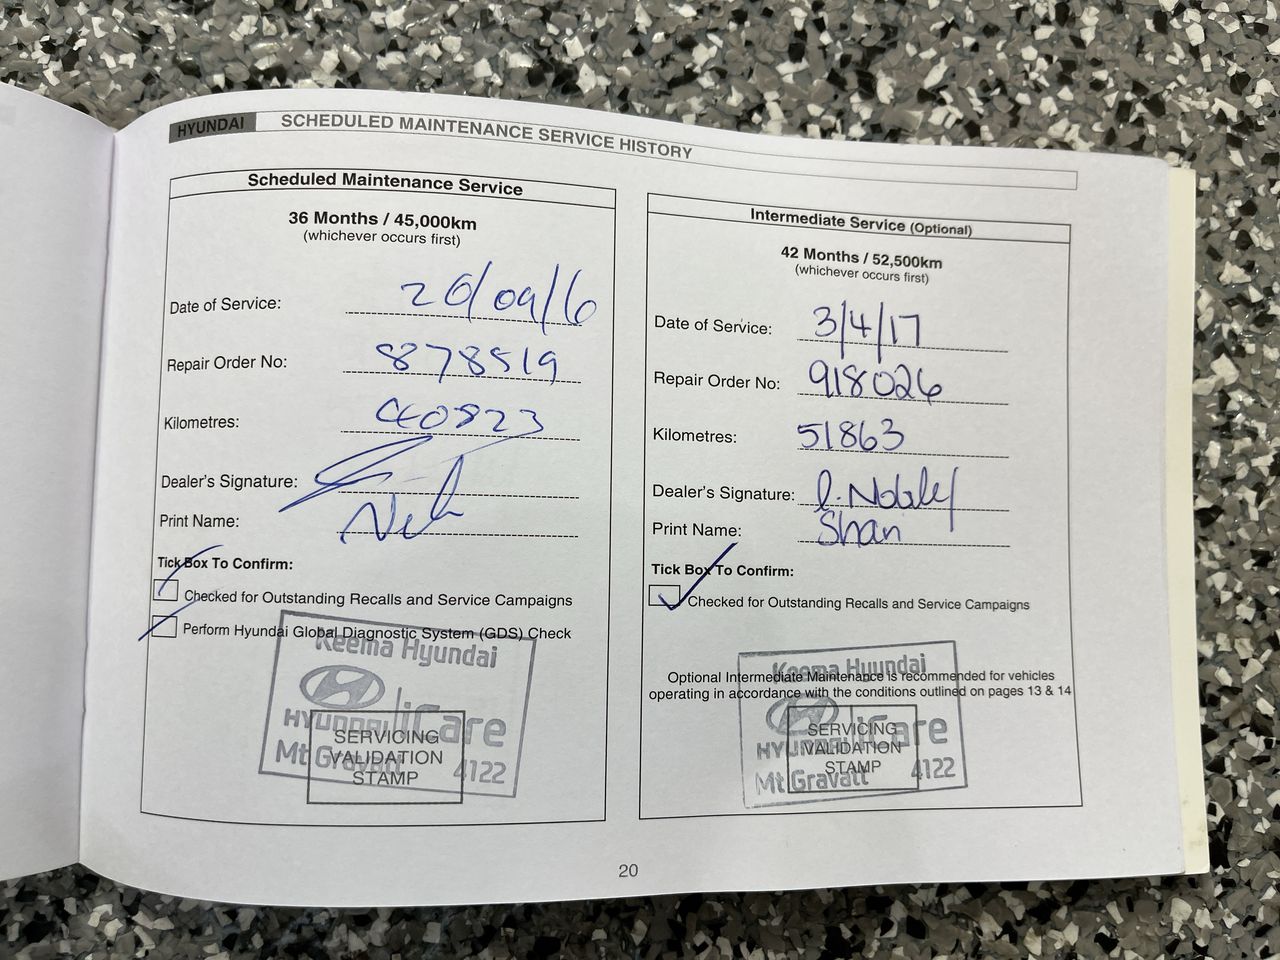 HYUNDAI SCHEDULED MAINTENANCE SERVICE HISTORY
Scheduled Maintenance Service
36 Months / 45,000km
(whichever occurs first)
Date of Service: 20/09/16
Repair Order No: 878519
Kilometres: 40823
Dealer's Signature:
Print Name:
Tick Box To Confirm:
Checked for Outstanding Recalls and Service Campaigns
Perform Hyundai Global Diagnostic System (GDS) Check
Keema Hyundai
HYUNDAI iCare
Mt Gravatt 4122
SERVICING
VALIDATION
STAMP
Intermediate Service (Optional)
42 Months / 52,500km
(whichever occurs first)
Date of Service: 3/4/17
Repair Order No: 918026
Kilometres: 51863
Dealer's Signature:
Print Name: Shan
Tick Box To Confirm:
Checked for Outstanding Recalls and Service Campaigns
Optional Intermediate Maintenance is recommended for vehicles
operating in accordance with the conditions outlined on pages 13 & 14
Keema Hyundai
HYUNDAI iCare
Mt Gravatt 4122
SERVICING
VALIDATION
STAMP
20